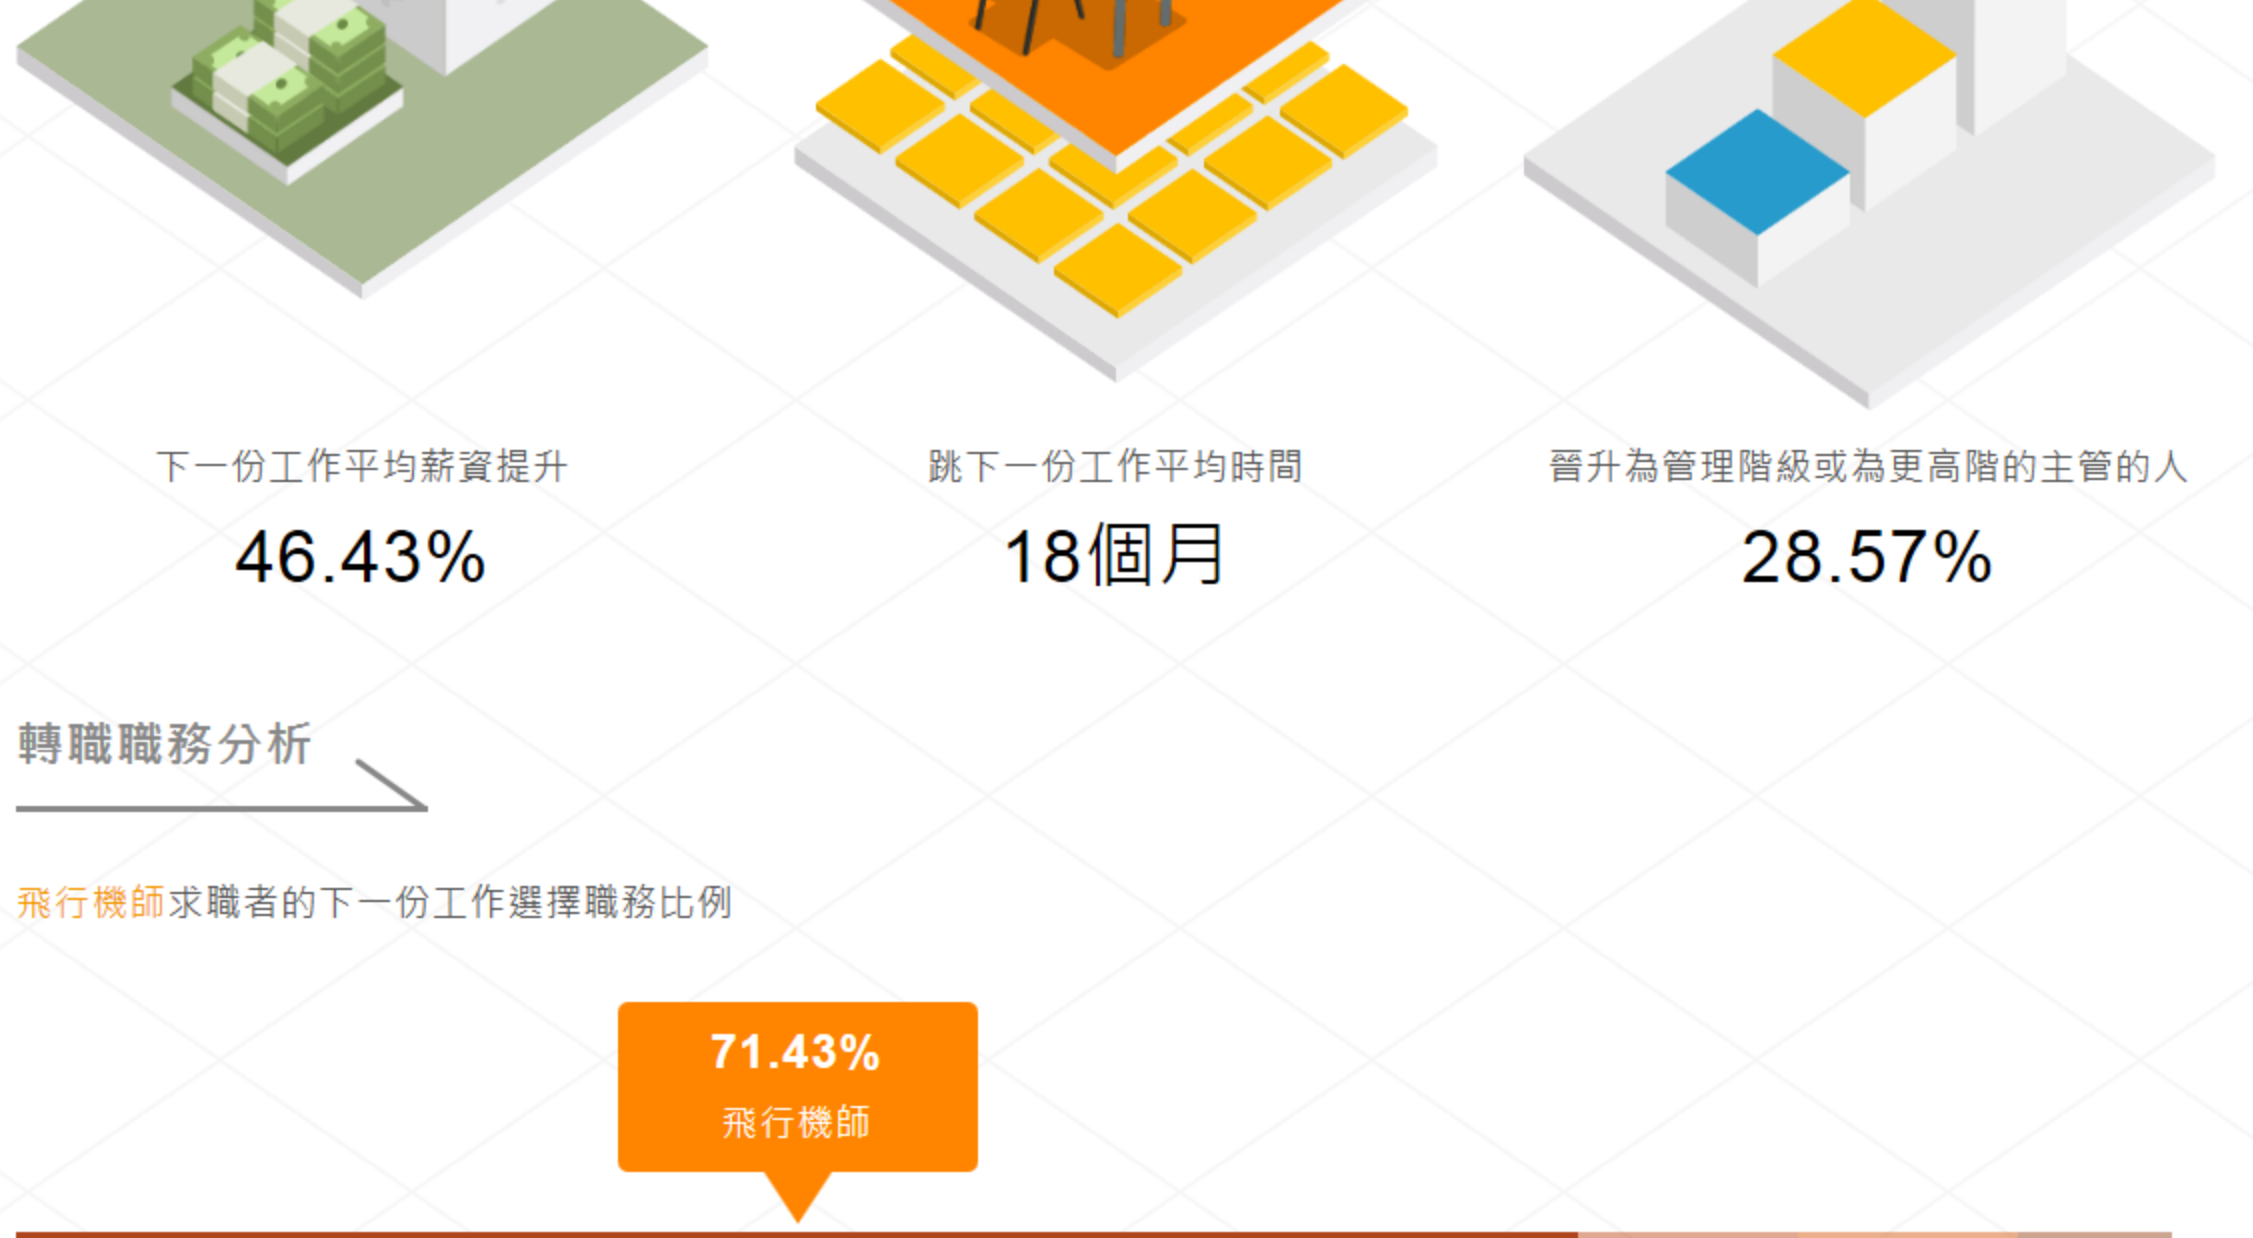 下一份工作平均薪資提升
46.43%
跳下一份工作平均時間
18個月
晉升為管理階級或為更高階的主管的人
28.57%
轉職職務分析
飛行機師求職者的下一份工作選擇職務比例
71.43%
飛行機師